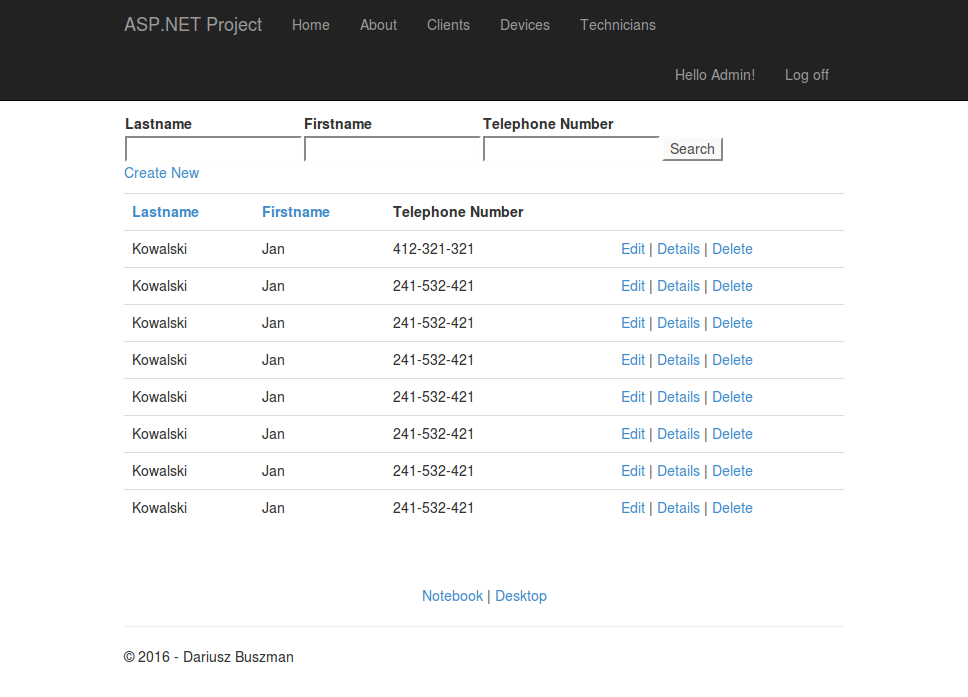 ASP.NET Project Home About Clients Devices Technicians
Hello Admin! Log off
Lastname Firstname Telephone Number
Search
Create New
Lastname Firstname Telephone Number
Kowalski Jan 412-321-321 Edit | Details | Delete
Kowalski Jan 241-532-421 Edit | Details | Delete
Kowalski Jan 241-532-421 Edit | Details | Delete
Kowalski Jan 241-532-421 Edit | Details | Delete
Kowalski Jan 241-532-421 Edit | Details | Delete
Kowalski Jan 241-532-421 Edit | Details | Delete
Kowalski Jan 241-532-421 Edit | Details | Delete
Kowalski Jan 241-532-421 Edit | Details | Delete
Notebook | Desktop
© 2016 - Dariusz Buszman